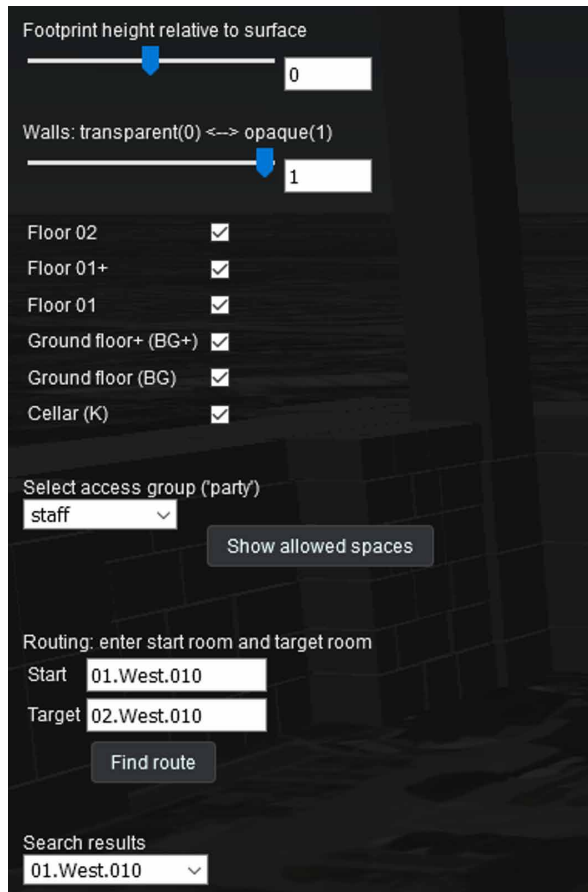 Footprint height relative to surface
0
Walls: transparent(0) <--> opaque(1)
1
Floor 02
Floor 01+
Floor 01
Ground floor+ (BG+)
Ground floor (BG)
Cellar (K)
Select access group ('party')
staff
Show allowed spaces
Routing: enter start room and target room
Start 01.West.010
Target 02.West.010
Find route
Search results
01.West.010